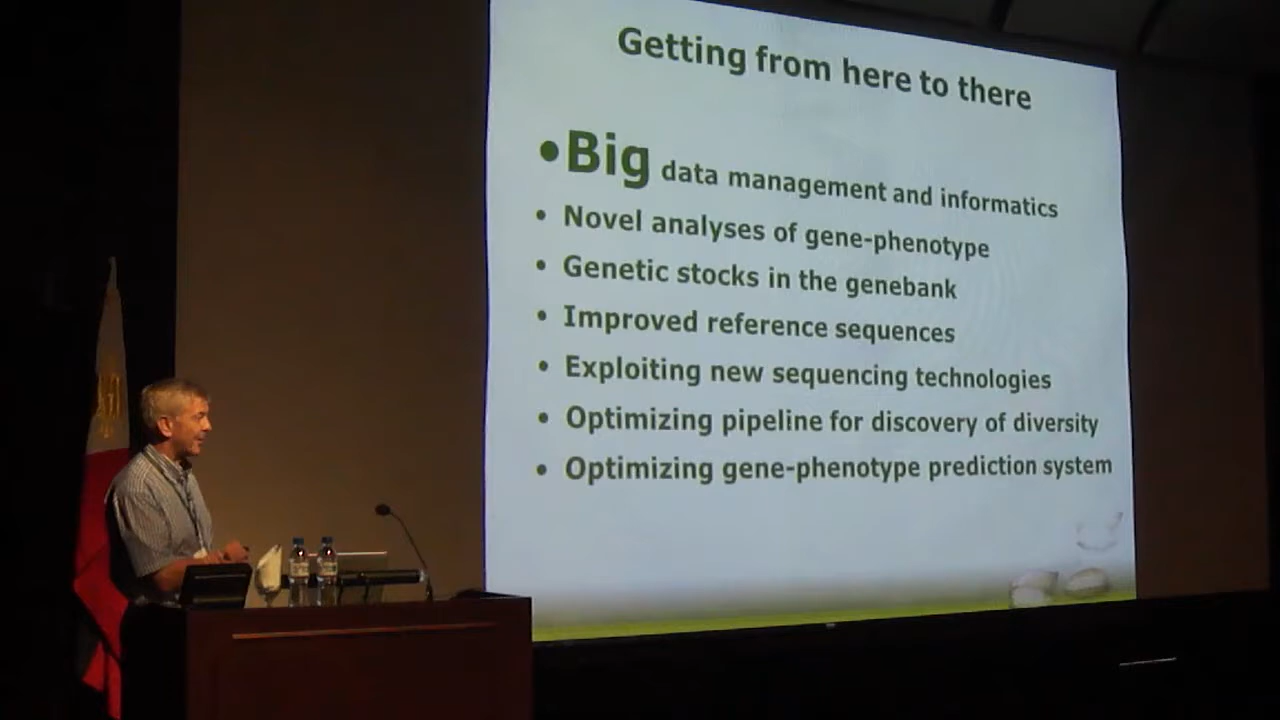 Getting from here to there
•Big data management and informatics
• Novel analyses of gene-phenotype
• Genetic stocks in the genebank
• Improved reference sequences
• Exploiting new sequencing technologies
• Optimizing pipeline for discovery of diversity
• Optimizing gene-phenotype prediction system